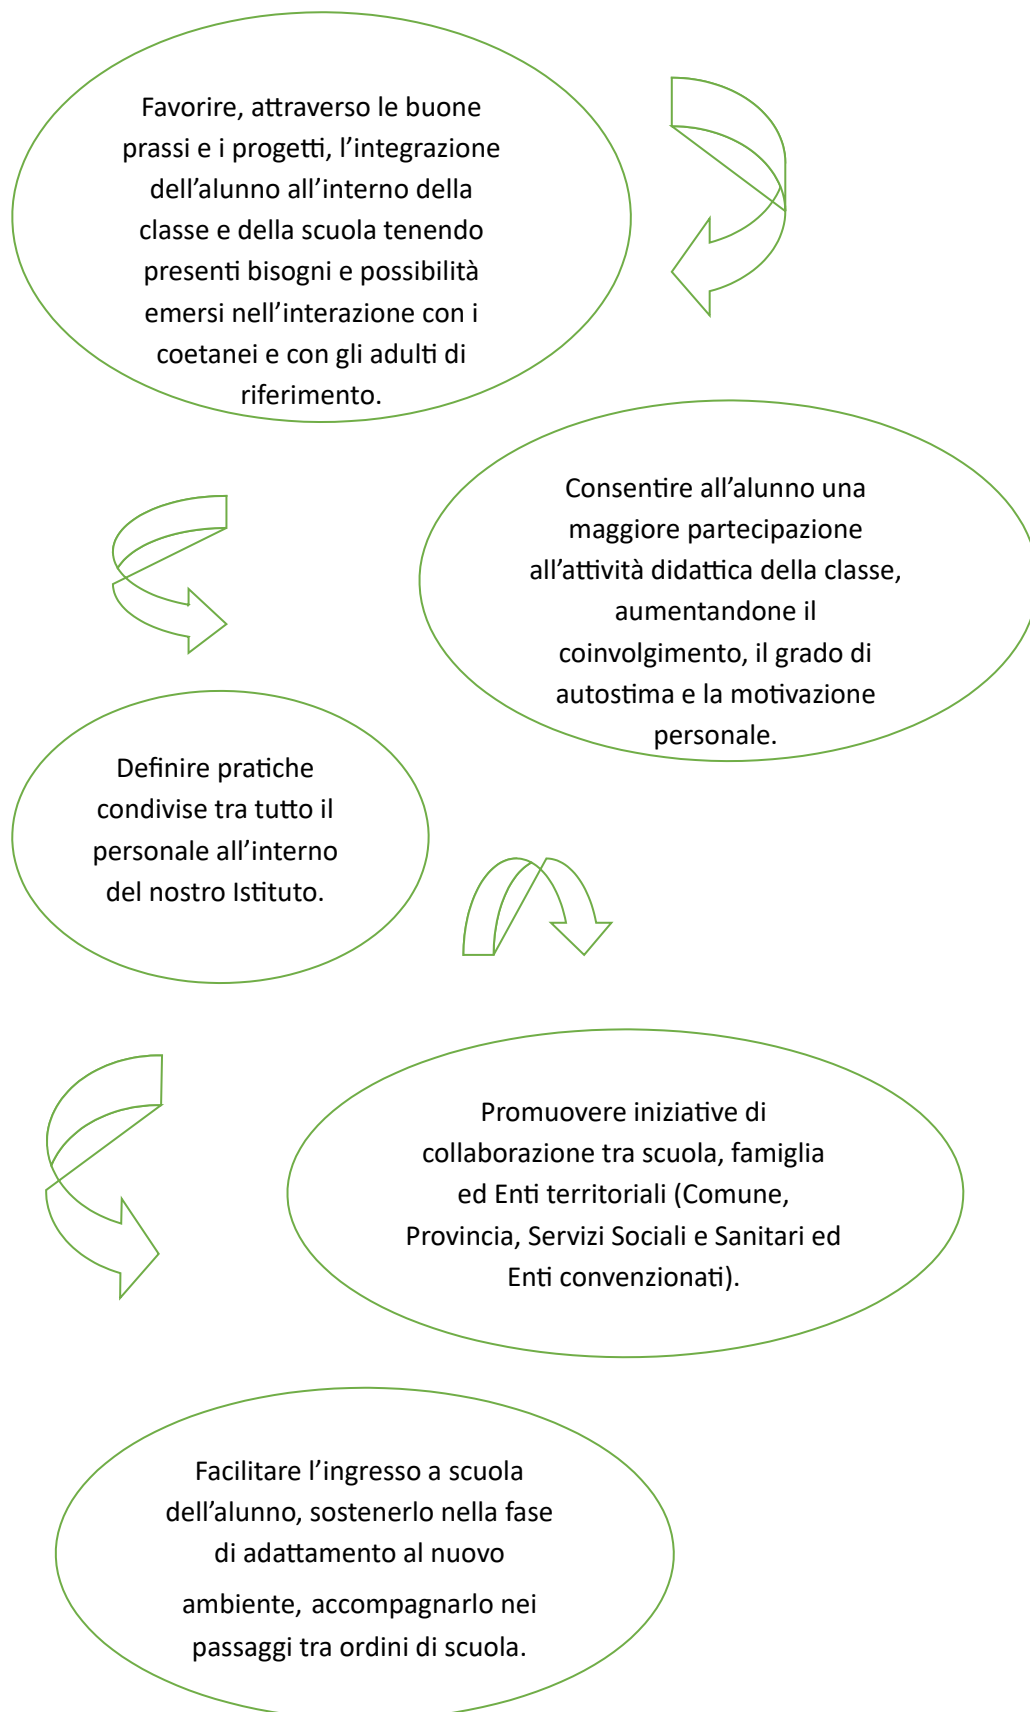 Favorire, attraverso le buone
prassi e i progetti, l’integrazione
dell’alunno all’interno della
classe e della scuola tenendo
presenti bisogni e possibilità
emersi nell’interazione con i
coetanei e con gli adulti di
riferimento.
Consentire all’alunno una
maggiore partecipazione
all’attività didattica della classe,
aumentandone il
coinvolgimento, il grado di
autostima e la motivazione
personale.
Definire pratiche
condivise tra tutto il
personale all’interno
del nostro Istituto.
Promuovere iniziative di
collaborazione tra scuola, famiglia
ed Enti territoriali (Comune,
Provincia, Servizi Sociali e Sanitari ed
Enti convenzionati).
Facilitare l’ingresso a scuola
dell’alunno, sostenerlo nella fase
di adattamento al nuovo
ambiente, accompagnarlo nei
passaggi tra ordini di scuola.